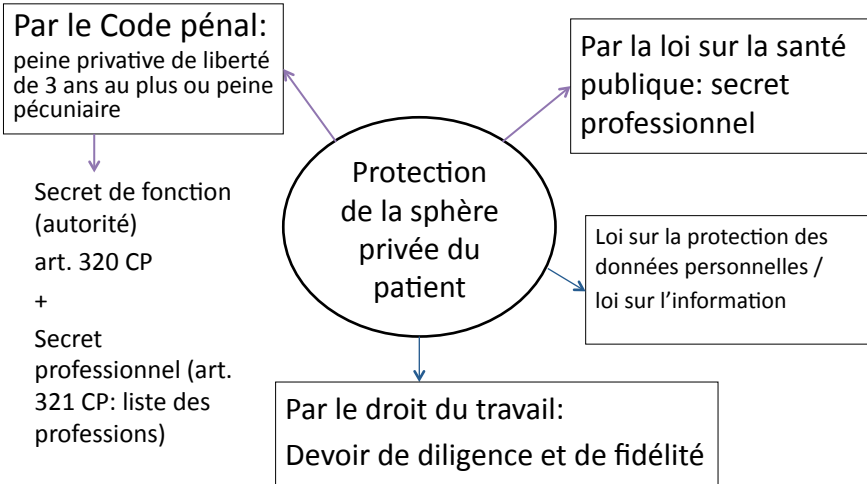 Par le Code pénal:
peine privative de liberté
de 3 ans au plus ou peine
pécuniaire
Secret de fonction
(autorité)
art. 320 CP
+
Secret
professionnel (art.
321 CP: liste des
professions)
Protection
de la sphère
privée du
patient
Par la loi sur la santé
publique: secret
professionnel
Loi sur la protection des
données personnelles /
loi sur l’information
Par le droit du travail:
Devoir de diligence et de fidélité